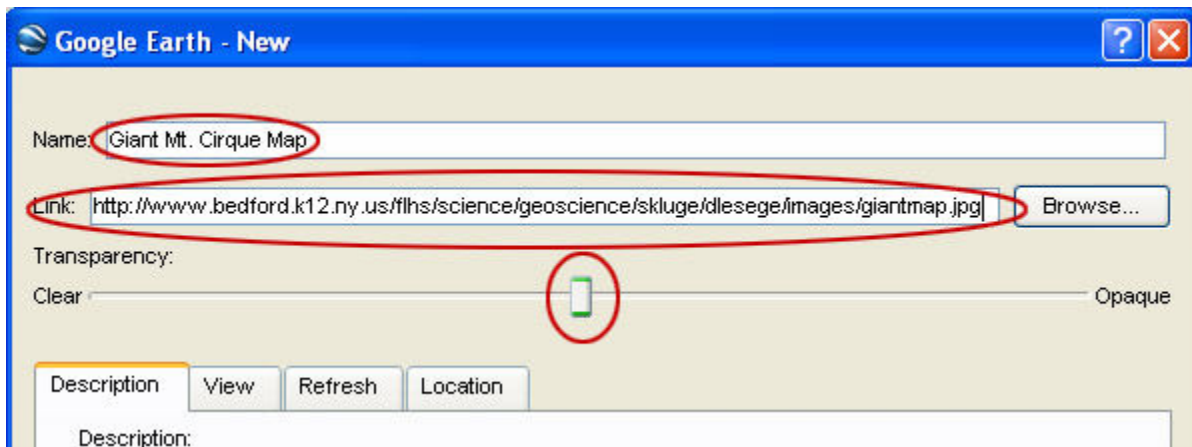 Google Earth - New
Name: Giant Mt. Cirque Map
Link: http://www.bedford.k12.ny.us/flhs/science/geoscience/skluge/dlesege/images/giantmap.jpg Browse...
Transparency:
Clear Opaque
Description View Refresh Location
Description: